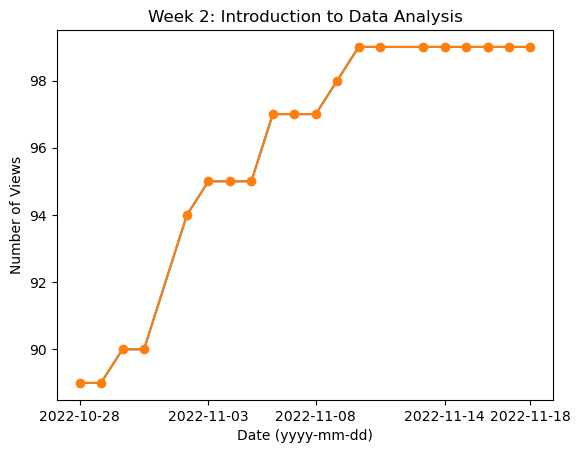 Week 2: Introduction to Data Analysis
98
96
94
92
90
Number of Views
2022-10-28 2022-11-03 2022-11-08 2022-11-14 2022-11-18
Date (yyyy-mm-dd)